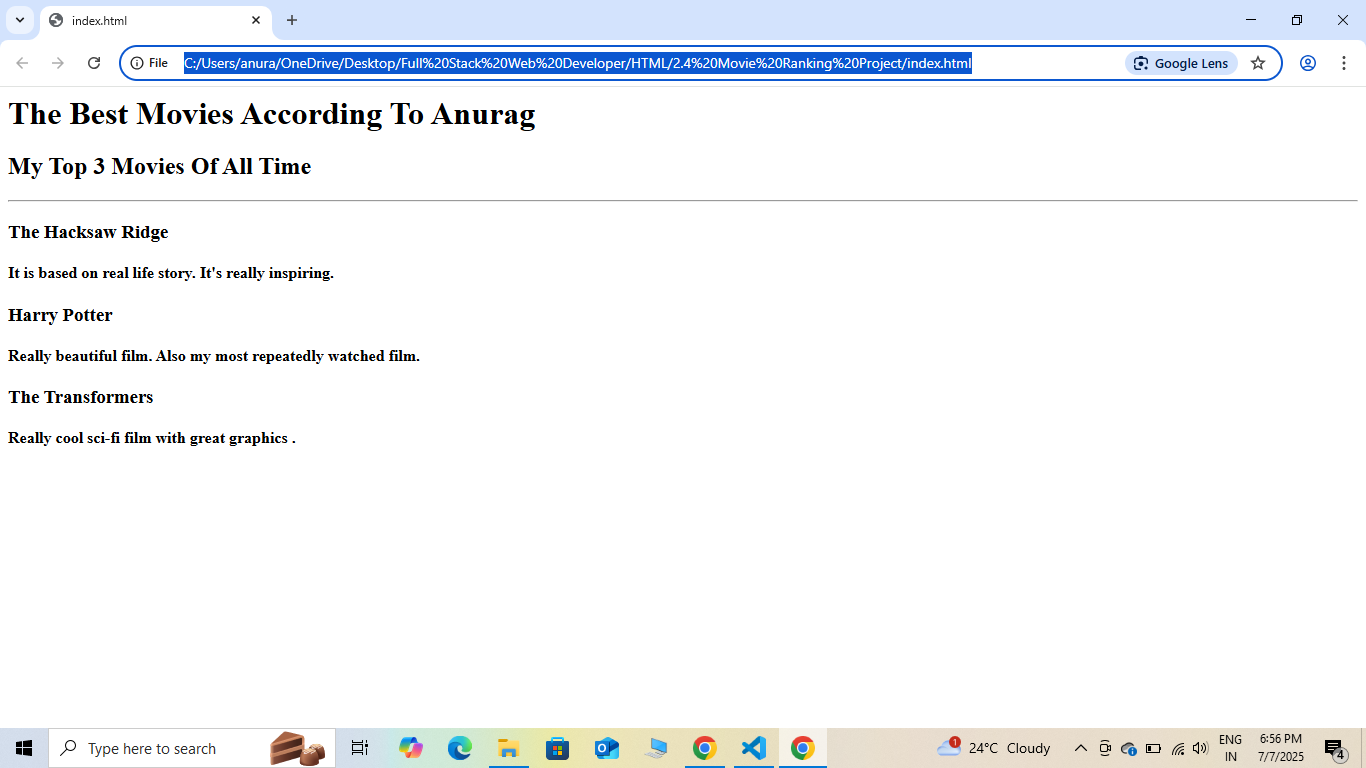 index.html
File
C:/Users/anura/OneDrive/Desktop/Full%20Stack%20Web%20Developer/HTML/2.4%20Movie%20Ranking%20Project/index.html
Google Lens
The Best Movies According To Anurag
My Top 3 Movies Of All Time
The Hacksaw Ridge
It is based on real life story. It's really inspiring.
Harry Potter
Really beautiful film. Also my most repeatedly watched film.
The Transformers
Really cool sci-fi film with great graphics .
Type here to search
1
24°C Cloudy
ENG
IN
6:56 PM
7/7/2025
4